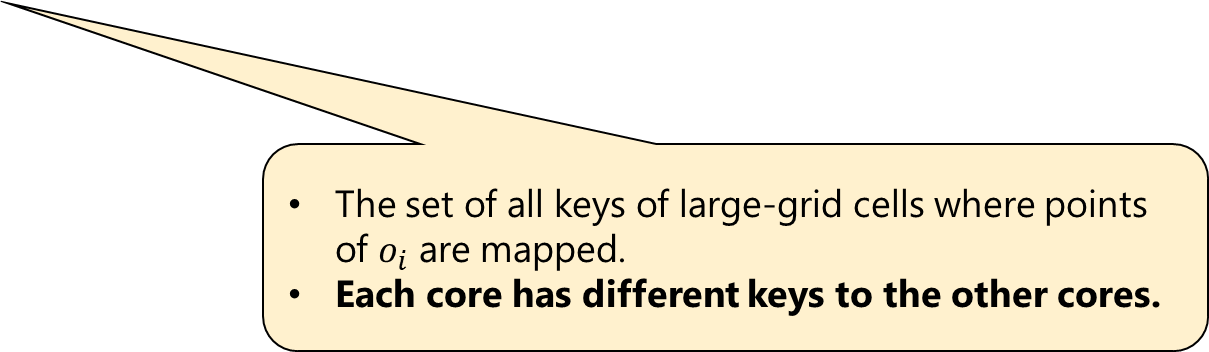 • The set of all keys of large-grid cells where points
of 𝑜ᵢ are mapped.
• Each core has different keys to the other cores.